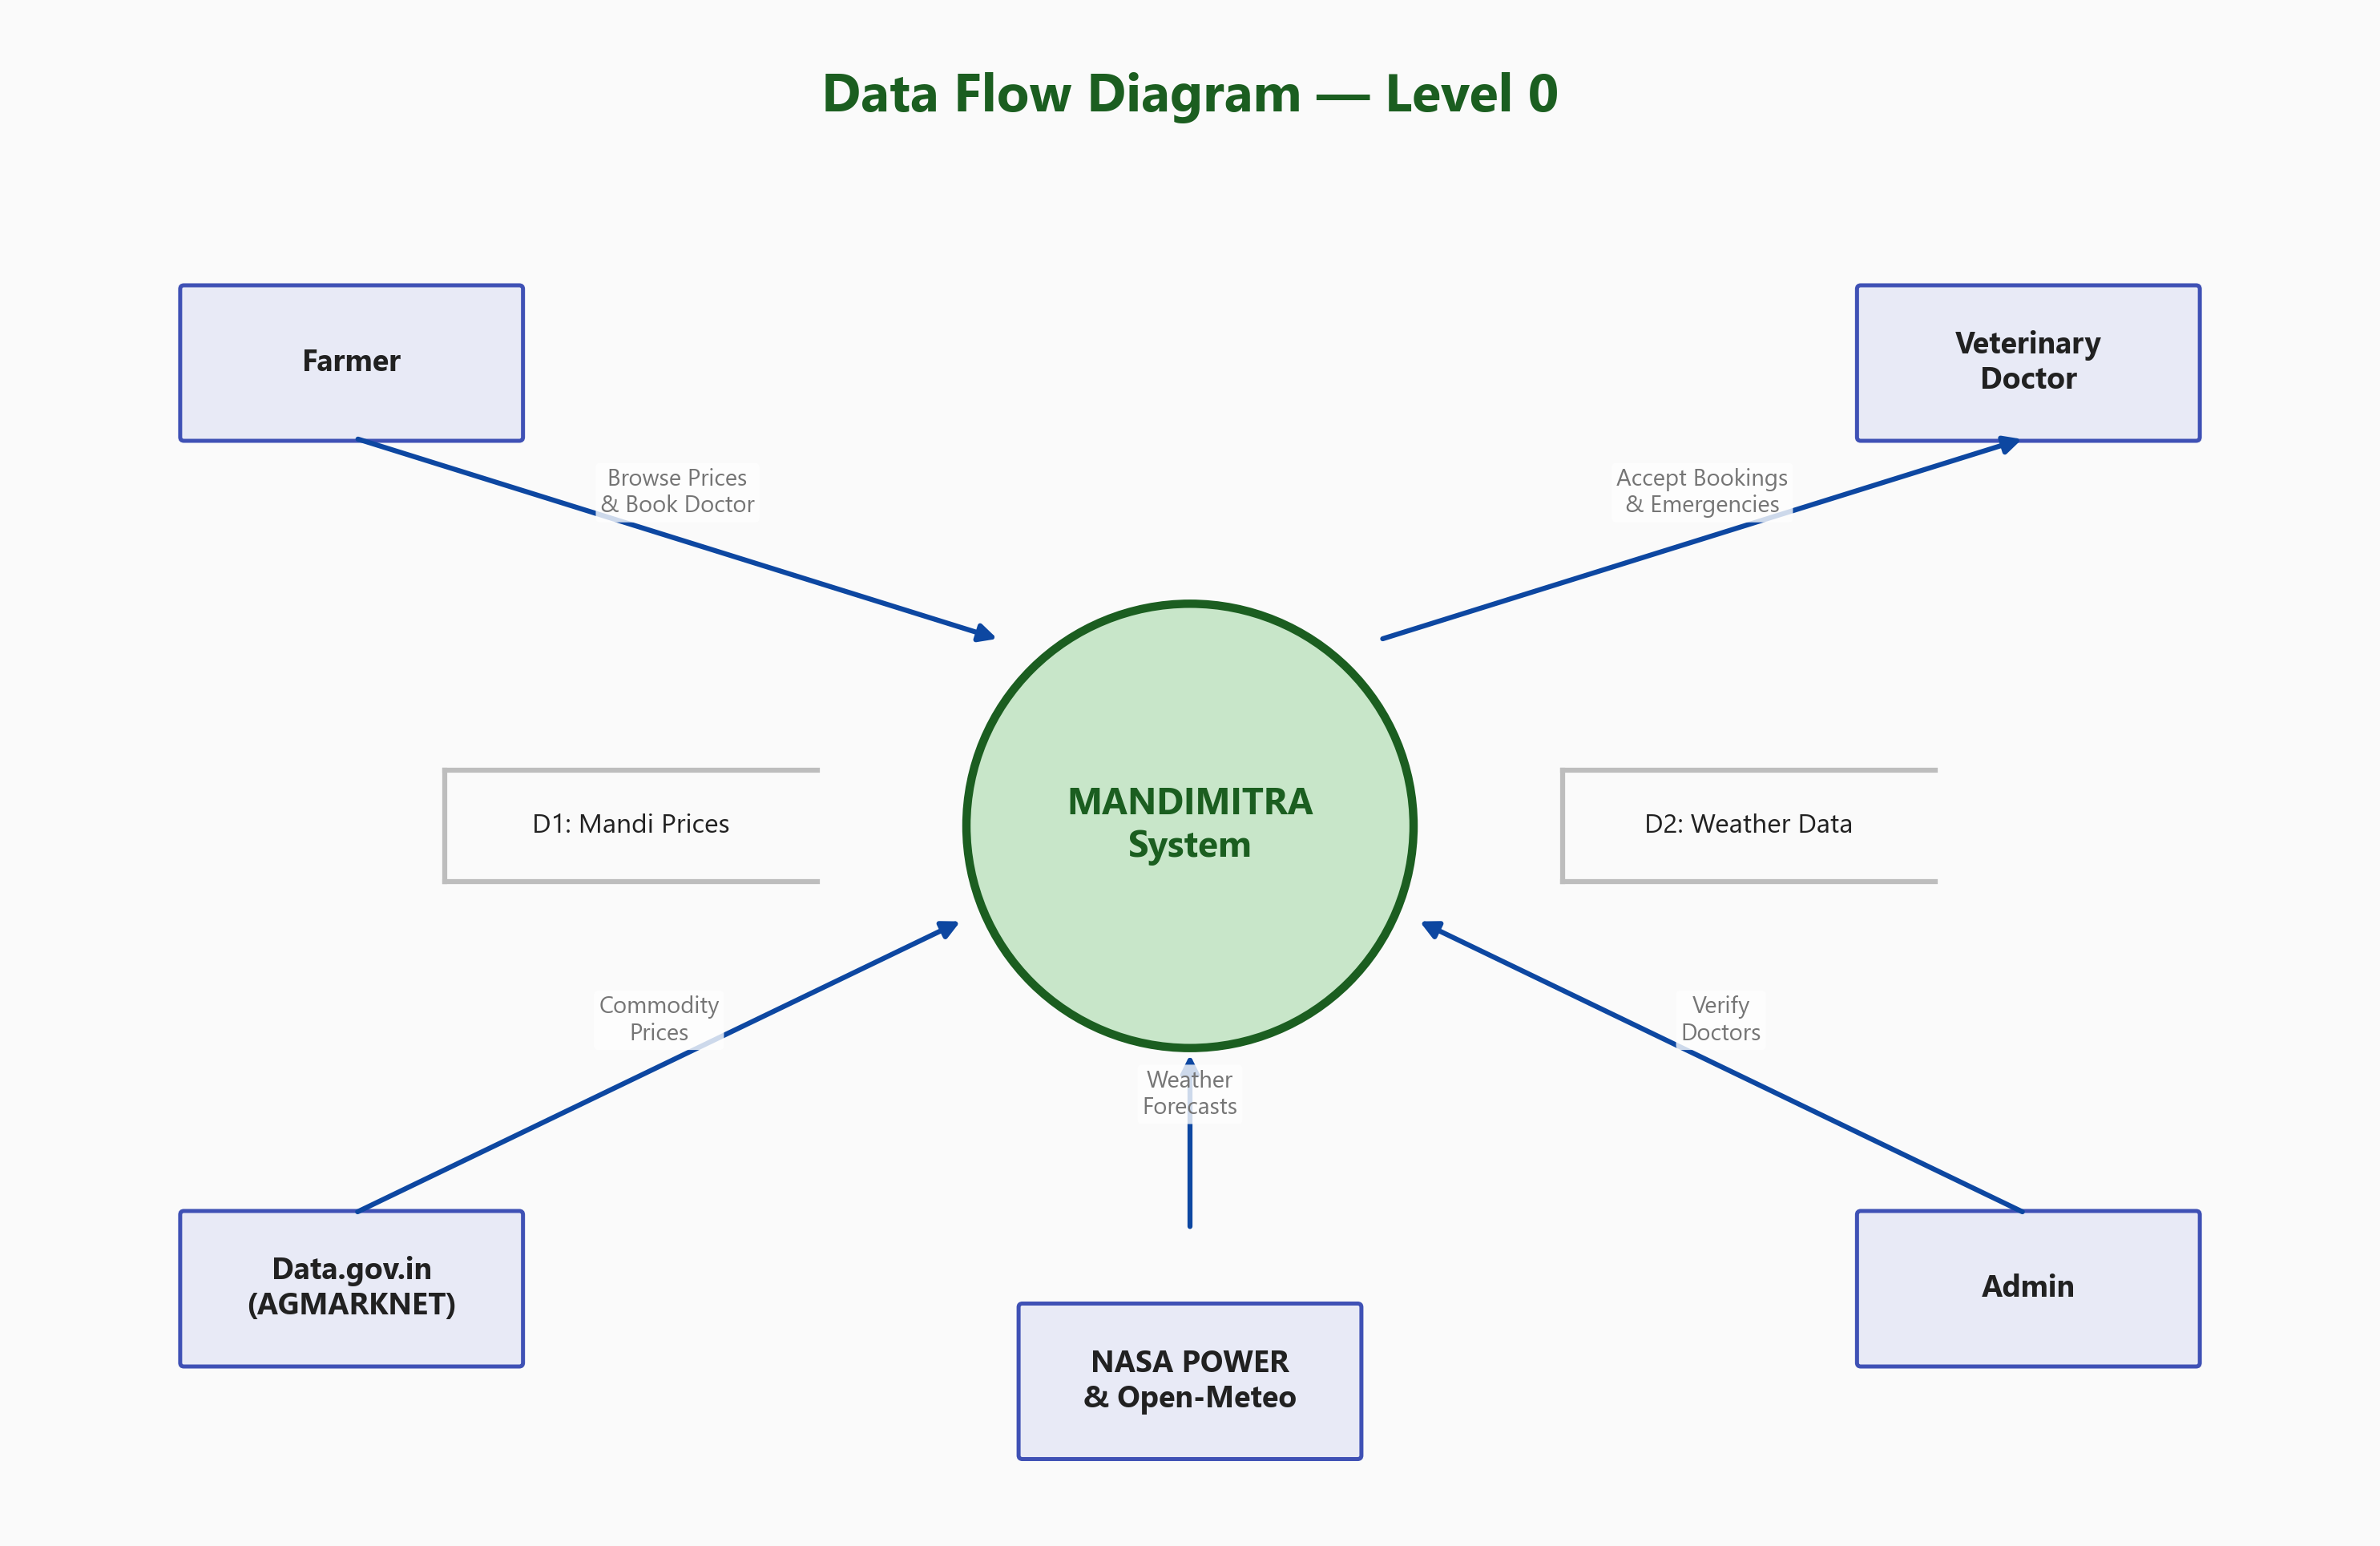 Data Flow Diagram — Level 0
Farmer
Veterinary
Doctor
Browse Prices
& Book Doctor
Accept Bookings
& Emergencies
MANDIMITRA
System
D1: Mandi Prices
D2: Weather Data
Commodity
Prices
Verify
Doctors
Weather
Forecasts
Data.gov.in
(AGMARKNET)
NASA POWER
& Open-Meteo
Admin